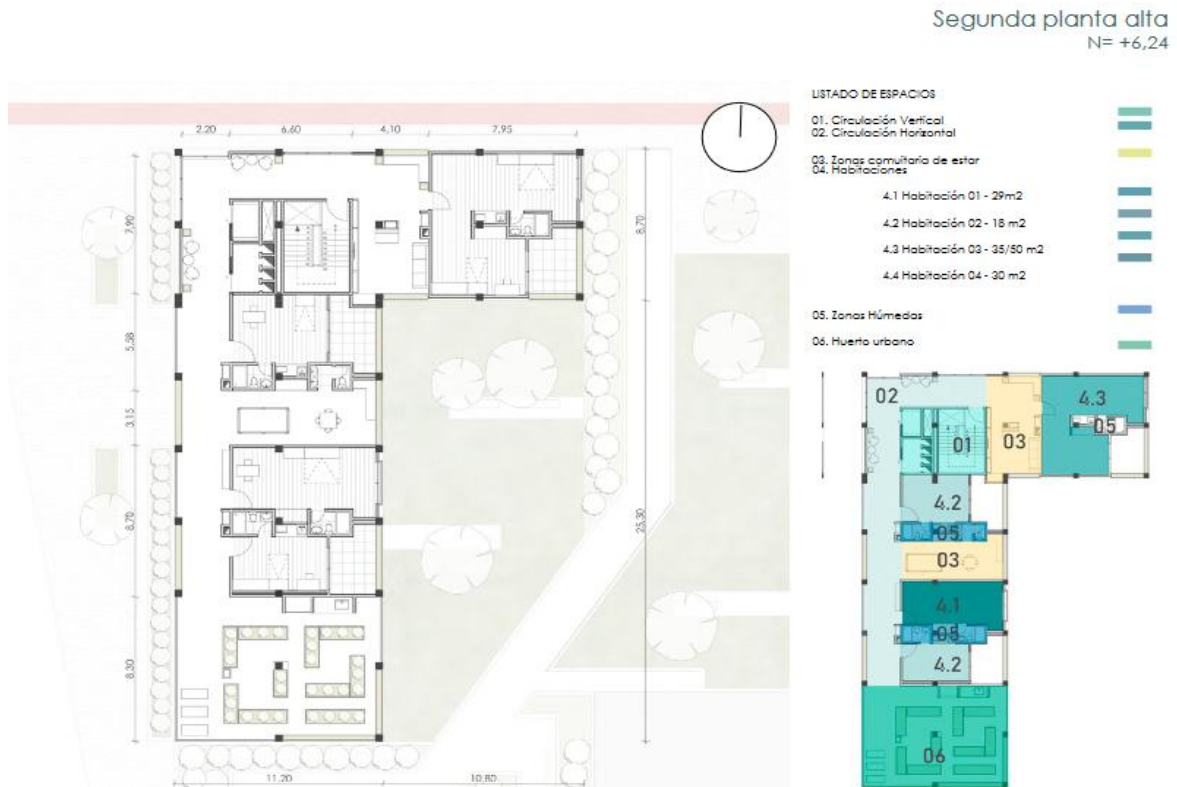 Segunda planta alta
N= +6,24
LISTADO DE ESPACIOS
01. Circulación Vertical
02. Circulación Horizontal
03. Zonas comuitaria de estar
04. Habitaciones
4.1 Habitación 01 - 29m2
4.2 Habitación 02 - 18 m2
4.3 Habitación 03 - 35/50 m2
4.4 Habitación 04 - 30 m2
05. Zonas Húmedas
06. Huerto urbano
2.20 6.60 4.10 7.95
7.90
8.70
5.58
3.15
8.70
25.30
8.30
11.20 10.80
02 4.3
05
01 03
4.2
05
03
4.1
05
4.2
06